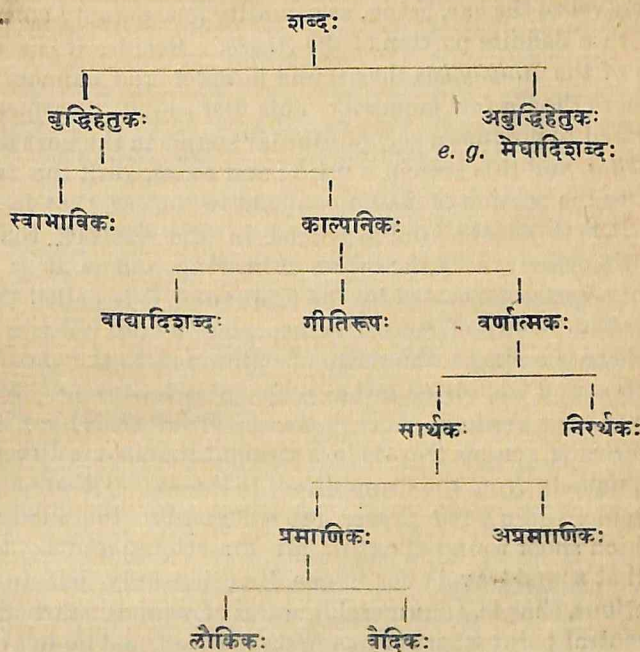 शब्दः
बुद्धिहेतुकः अबुद्धिहेतुकः
e. g. मेघादिशब्दः
स्वाभाविकः काल्पनिकः
वाद्यादिशब्दः गीतिरूपः वर्णात्मकः
सार्थकः निरर्थकः
प्रमाणिकः अप्रमाणिकः
लौकिकः वैदिकः